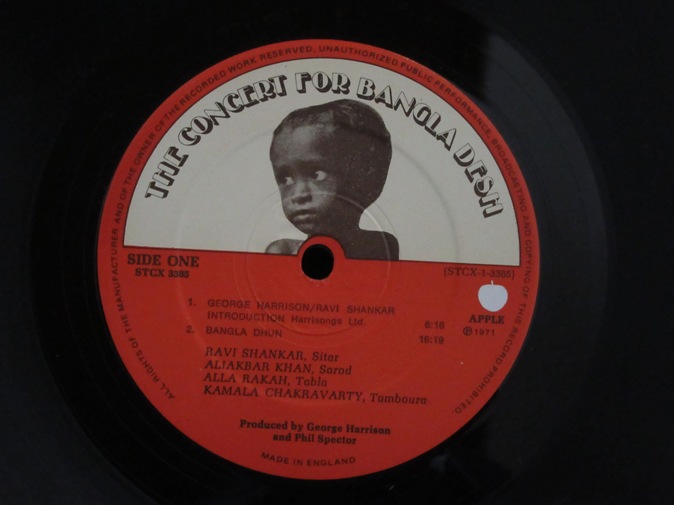 ALL RIGHTS OF THE MANUFACTURER AND OF THE OWNER OF THE RECORDED WORK RESERVED. UNAUTHORIZED PUBLIC PERFORMANCE, BROADCASTING AND COPYING OF THIS RECORD PROHIBITED.
THE CONCERT FOR BANGLA DESH
SIDE ONE
STCX 3385
(STCX-1-3385)
APPLE
℗ 1971
1. GEORGE HARRISON/RAVI SHANKAR
INTRODUCTION Harrisongs Ltd. 6:16
2. BANGLA DHUN 16:19
RAVI SHANKAR, Sitar
ALIAKBAR KHAN, Sarod
ALLA RAKAH, Tabla
KAMALA CHAKRAVARTY, Tamboura
Produced by George Harrison
and Phil Spector
MADE IN ENGLAND